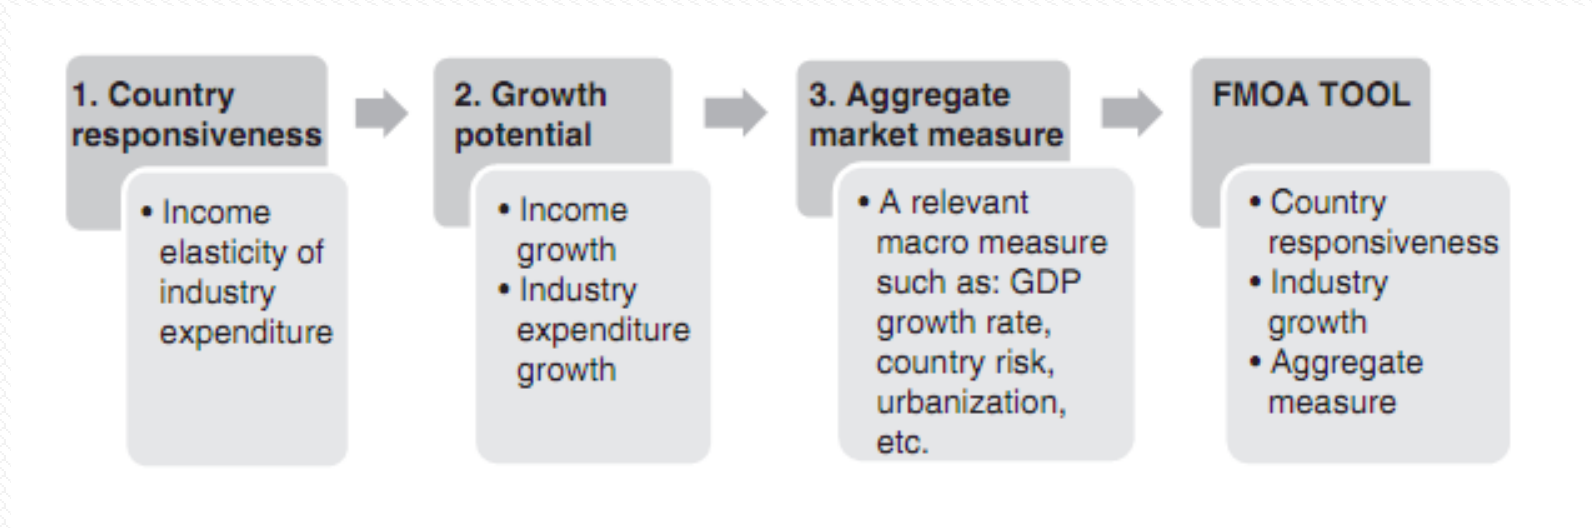 1. Country
responsiveness
• Income
elasticity of
industry
expenditure
2. Growth
potential
• Income
growth
• Industry
expenditure
growth
3. Aggregate
market measure
• A relevant
macro measure
such as: GDP
growth rate,
country risk,
urbanization,
etc.
FMOA TOOL
• Country
responsiveness
• Industry
growth
• Aggregate
measure